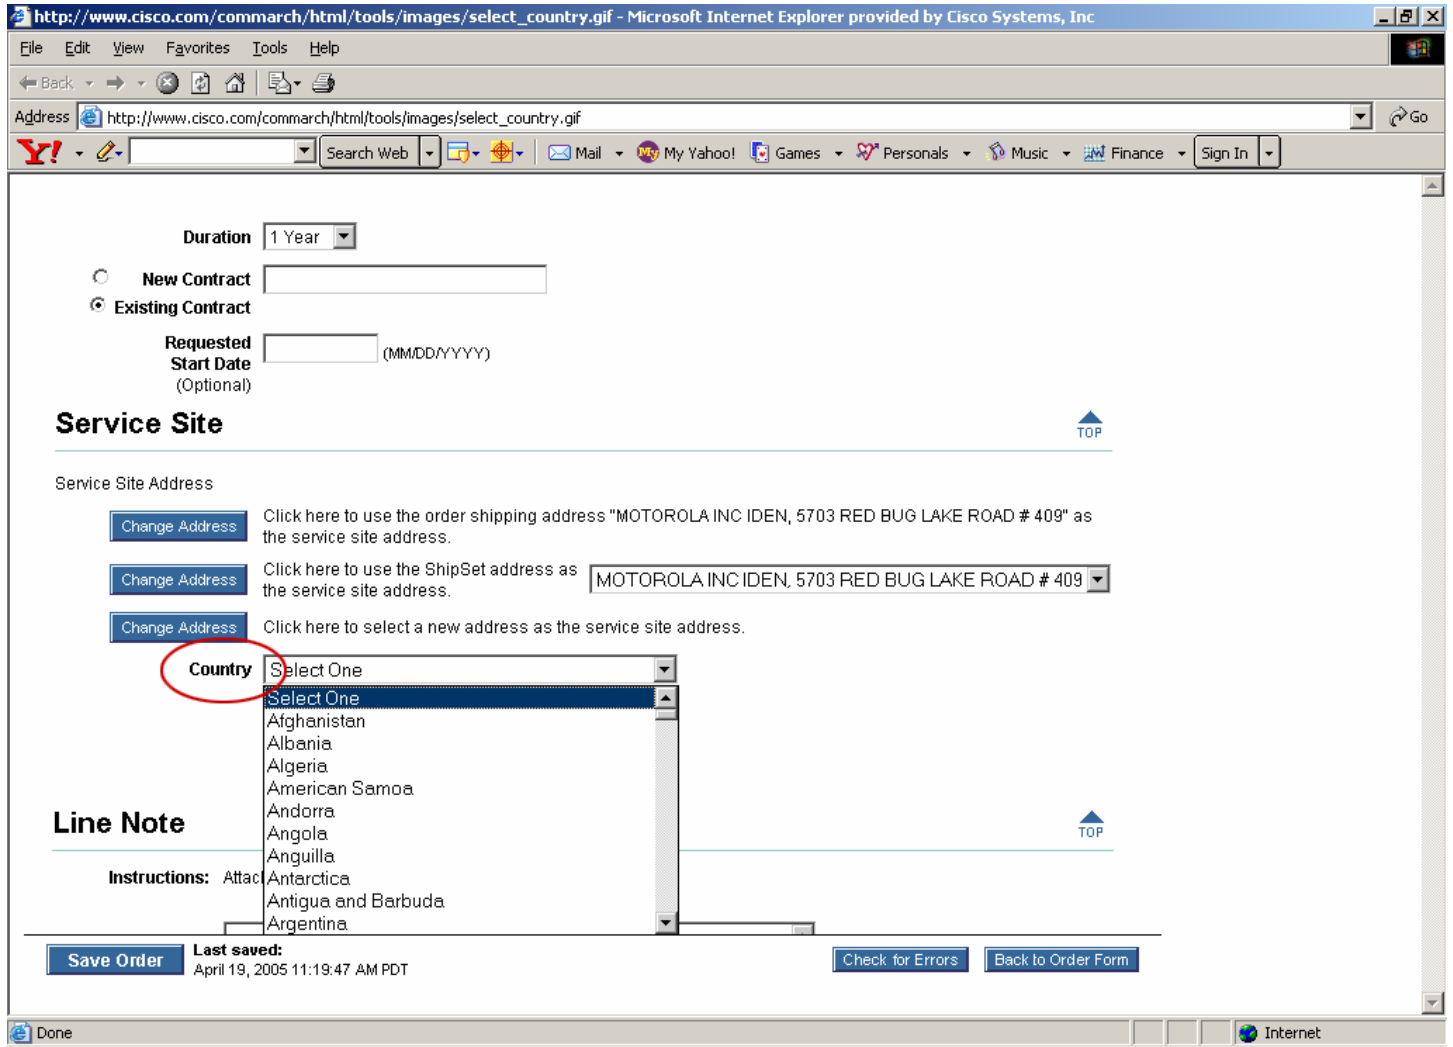 http://www.cisco.com/commarch/html/tools/images/select_country.gif - Microsoft Internet Explorer provided by Cisco Systems, Inc
File Edit View Favorites Tools Help
Back
Address http://www.cisco.com/commarch/html/tools/images/select_country.gif Go
Y! Search Web Mail My My Yahoo! Games Personals Music Finance Sign In
Duration 1 Year
New Contract
Existing Contract
Requested
Start Date (MM/DD/YYYY)
(Optional)
Service Site
TOP
Service Site Address
Change Address Click here to use the order shipping address "MOTOROLA INC IDEN, 5703 RED BUG LAKE ROAD # 409" as
the service site address.
Change Address Click here to use the ShipSet address as
the service site address. MOTOROLA INC IDEN, 5703 RED BUG LAKE ROAD # 409
Change Address Click here to select a new address as the service site address.
Country Select One
Select One
Afghanistan
Albania
Algeria
American Samoa
Andorra
Angola
Anguilla
Antarctica
Antigua and Barbuda
Argentina
Line Note
TOP
Instructions: Attac
Save Order Last saved:
April 19, 2005 11:19:47 AM PDT
Check for Errors Back to Order Form
Done Internet